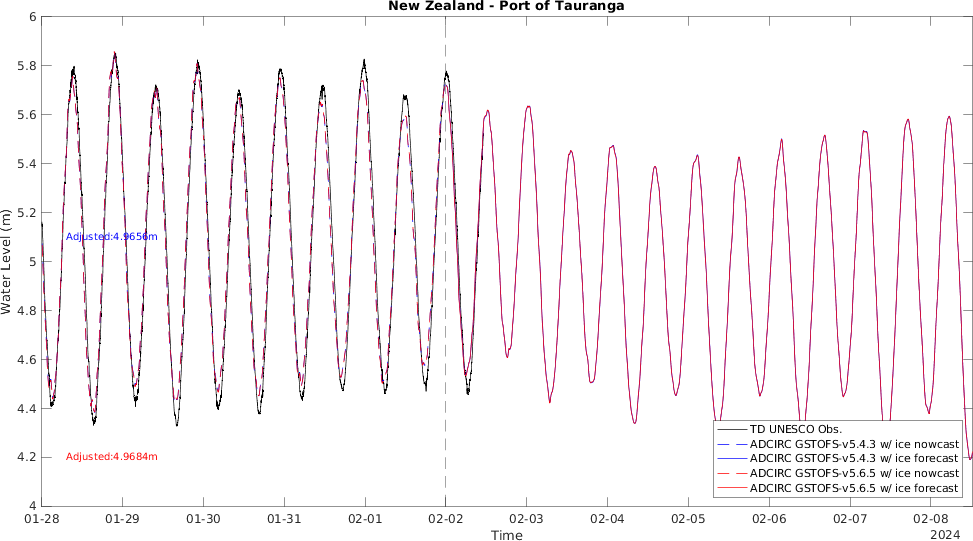 New Zealand - Port of Tauranga
6
5.8
5.6
5.4
5.2
5
4.8
4.6
4.4
4.2
4
Water Level (m)
Adjusted:4.9656m
Adjusted:4.9684m
TD UNESCO Obs.
ADCIRC GSTOFS-v5.4.3 w/ ice nowcast
ADCIRC GSTOFS-v5.4.3 w/ ice forecast
ADCIRC GSTOFS-v5.6.5 w/ ice nowcast
ADCIRC GSTOFS-v5.6.5 w/ ice forecast
01-28 01-29 01-30 01-31 02-01 02-02 02-03 02-04 02-05 02-06 02-07 02-08
Time
2024